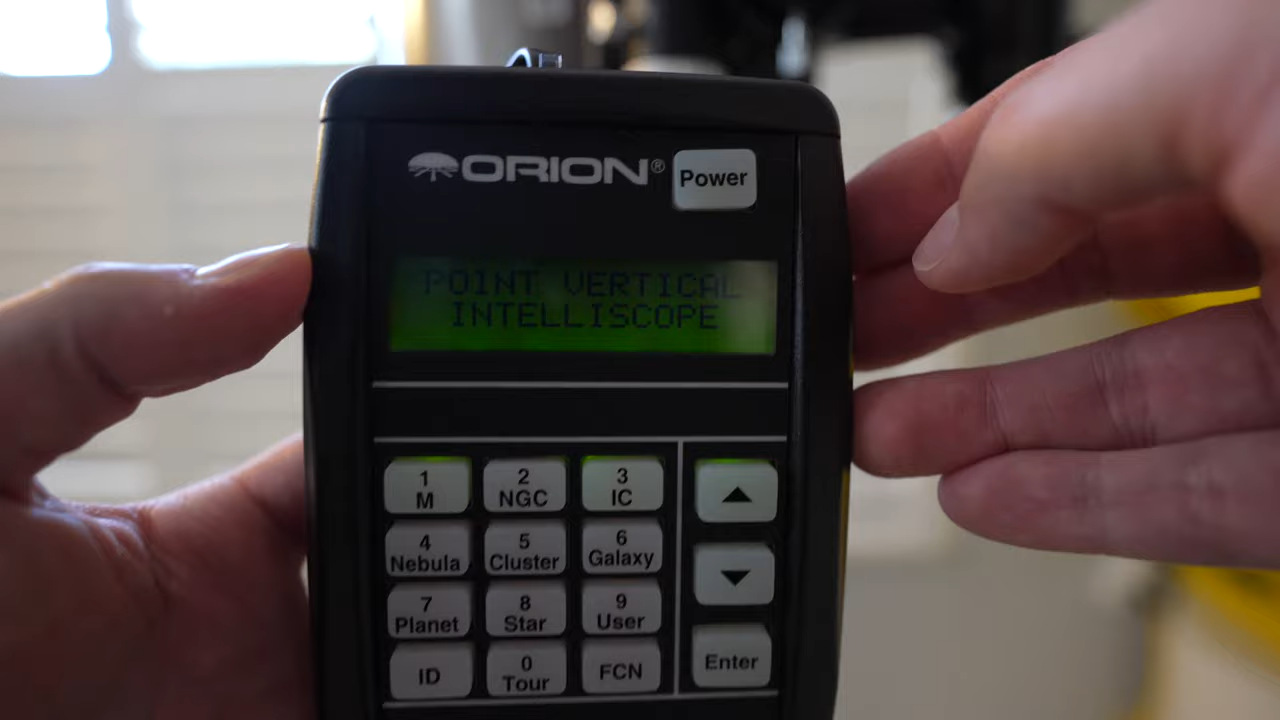 ORION®
Power
POINT VERTICAL
INTELLISCOPE
1
M
2
NGC
3
IC
4
Nebula
5
Cluster
6
Galaxy
7
Planet
8
Star
9
User
ID
0
Tour
FCN
Enter